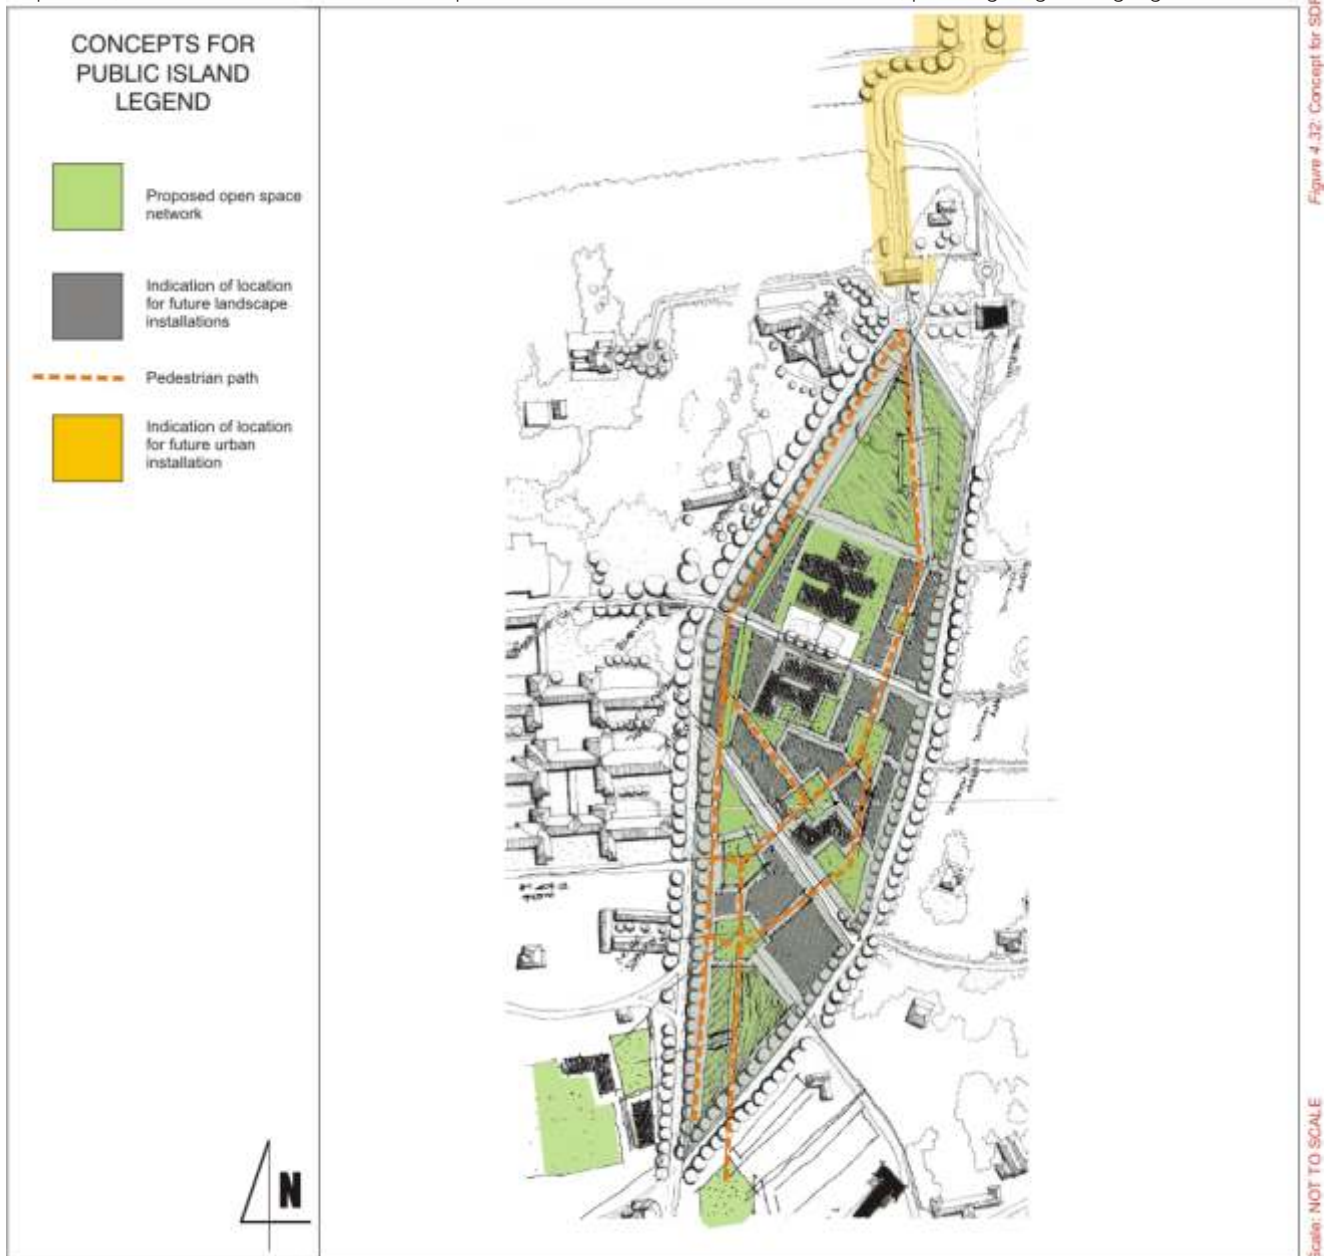 CONCEPTS FOR
PUBLIC ISLAND
LEGEND
Proposed open space
network
Indication of location
for future landscape
installations
Pedestrian path
Indication of location
for future urban
installation
N
Figure 4.32: Concept for SDF
Scale: NOT TO SCALE